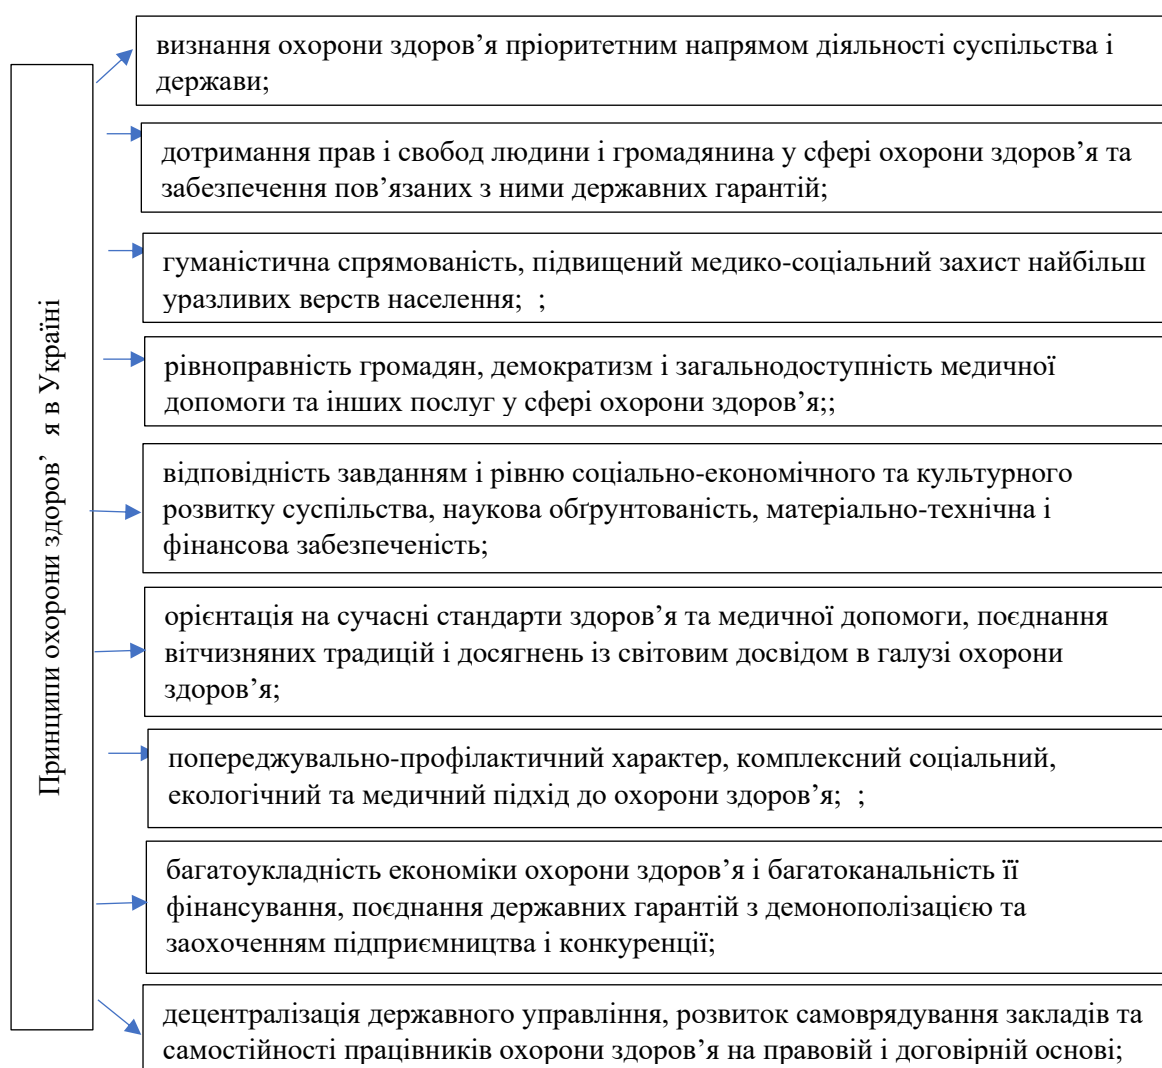 Принципи охорони здоров’ я в Україні
визнання охорони здоров’я пріоритетним напрямом діяльності суспільства і
держави;
дотримання прав і свобод людини і громадянина у сфері охорони здоров’я та
забезпечення пов’язаних з ними державних гарантій;
гуманістична спрямованість, підвищений медико-соціальний захист найбільш
уразливих верств населення; ;
рівноправність громадян, демократизм і загальнодоступність медичної
допомоги та інших послуг у сфері охорони здоров’я;;
відповідність завданням і рівню соціально-економічного та культурного
розвитку суспільства, наукова обґрунтованість, матеріально-технічна і
фінансова забезпеченість;
орієнтація на сучасні стандарти здоров’я та медичної допомоги, поєднання
вітчизняних традицій і досягнень із світовим досвідом в галузі охорони
здоров’я;
попереджувально-профілактичний характер, комплексний соціальний,
екологічний та медичний підхід до охорони здоров’я; ;
багатоукладність економіки охорони здоров’я і багатоканальність її
фінансування, поєднання державних гарантій з демонополізацією та
заохоченням підприємництва і конкуренції;
децентралізація державного управління, розвиток самоврядування закладів та
самостійності працівників охорони здоров’я на правовій і договірній основі;